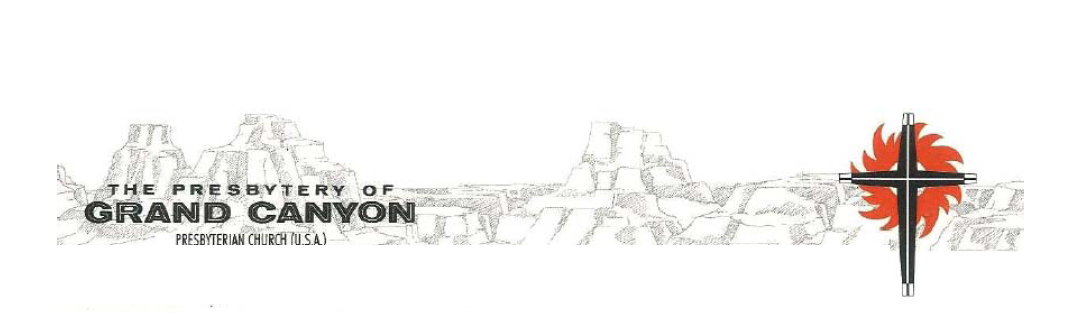 THE PRESBYTERY OF
GRAND CANYON
PRESBYTERIAN CHURCH (U.S.A.)